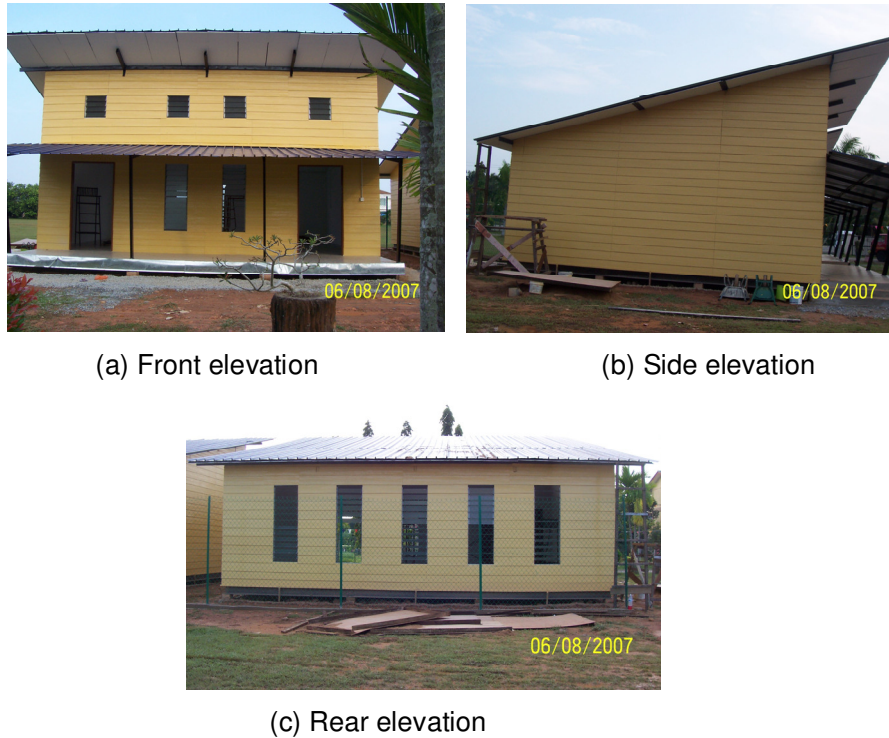 06/08/2007
06/08/2007
(a) Front elevation
(b) Side elevation
06/08/2007
(c) Rear elevation